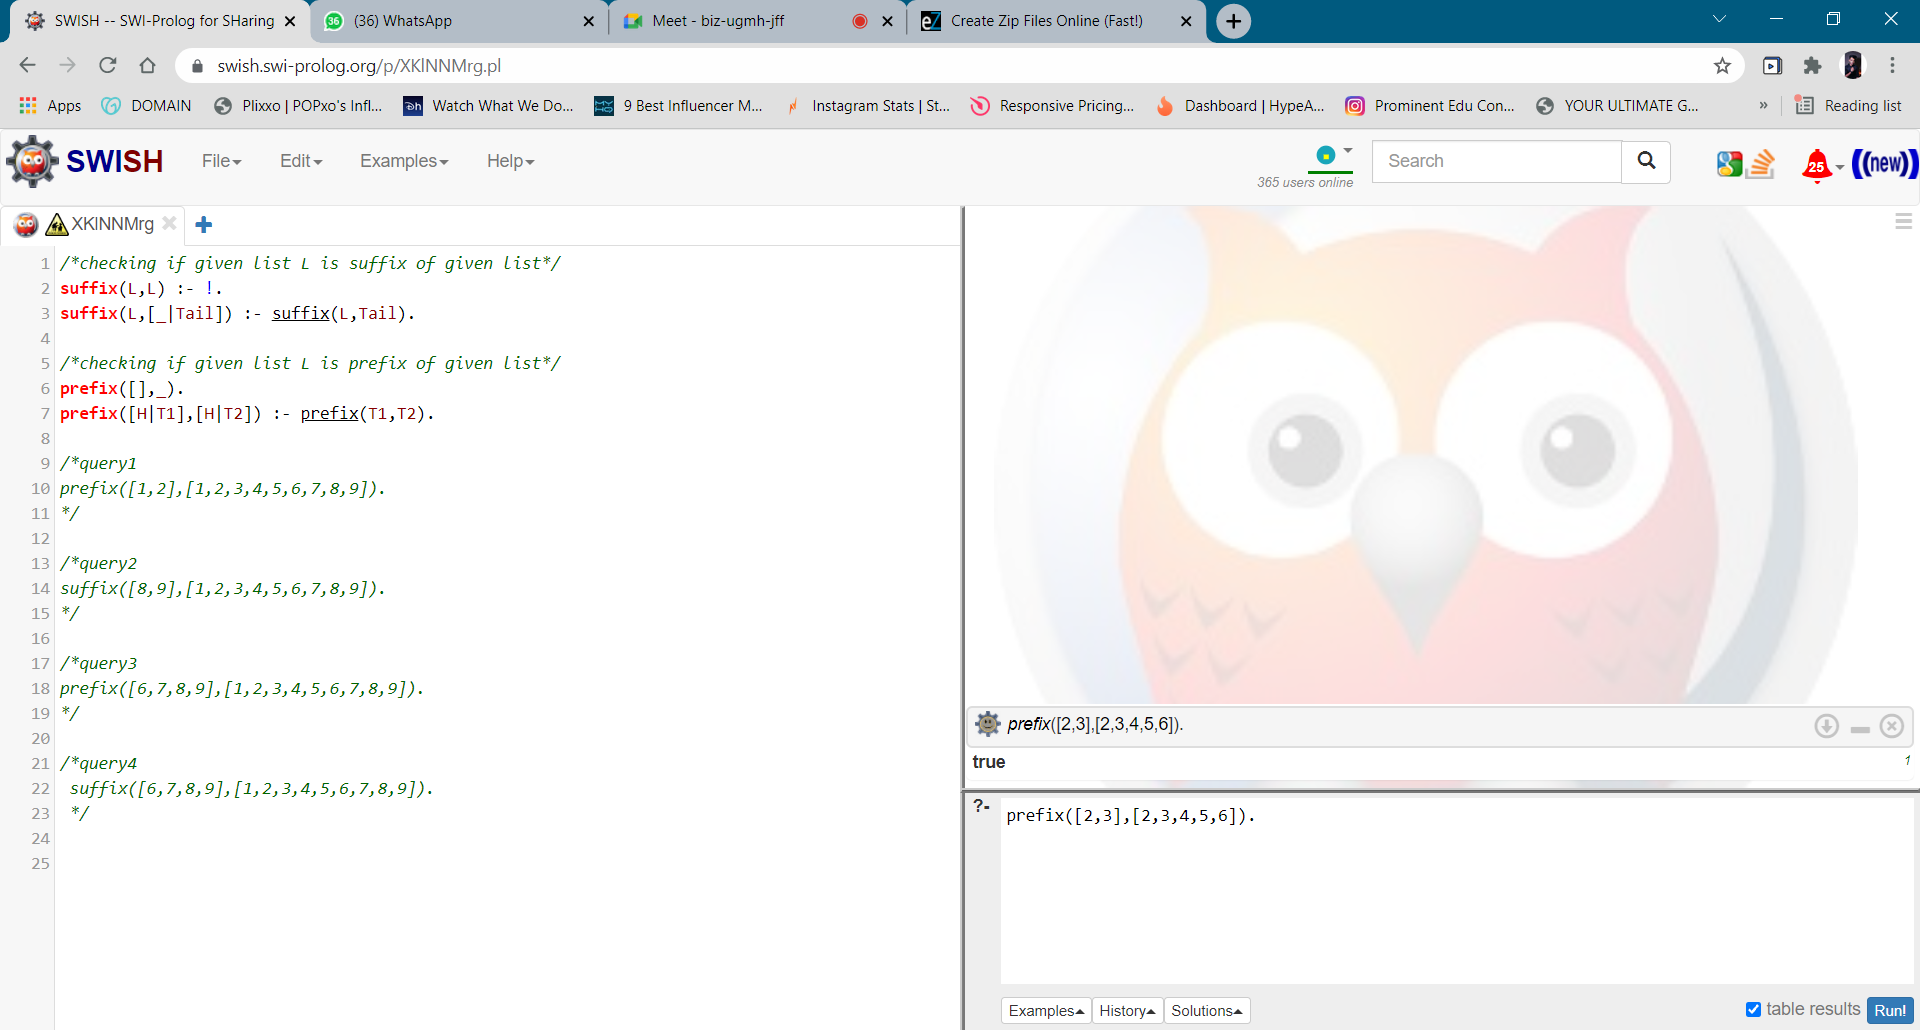 SWISH -- SWI-Prolog for SHaring
(36) WhatsApp
Meet - biz-ugmh-jff
Create Zip Files Online (Fast!)
swish.swi-prolog.org/p/XKlNNMrg.pl
Apps
DOMAIN
Plixxo | POPxo's Infl...
Watch What We Do...
9 Best Influencer M...
Instagram Stats | St...
Responsive Pricing...
Dashboard | HypeA...
Prominent Edu Con...
YOUR ULTIMATE G...
»
Reading list
SWISH
File
Edit
Examples
Help
365 users online
Search
25
((new))
XKlNNMrg
1 /*checking if given list L is suffix of given list*/
2 suffix(L,L) :- !.
3 suffix(L,[_|Tail]) :- suffix(L,Tail).
4
5 /*checking if given list L is prefix of given list*/
6 prefix([],_).
7 prefix([H|T1],[H|T2]) :- prefix(T1,T2).
8
9 /*query1
10 prefix([1,2],[1,2,3,4,5,6,7,8,9]).
11 */
12
13 /*query2
14 suffix([8,9],[1,2,3,4,5,6,7,8,9]).
15 */
16
17 /*query3
18 prefix([6,7,8,9],[1,2,3,4,5,6,7,8,9]).
19 */
20
21 /*query4
22 suffix([6,7,8,9],[1,2,3,4,5,6,7,8,9]).
23 */
24
25
prefix([2,3],[2,3,4,5,6]).
true
1
?- prefix([2,3],[2,3,4,5,6]).
Examples
History
Solutions
table results
Run!